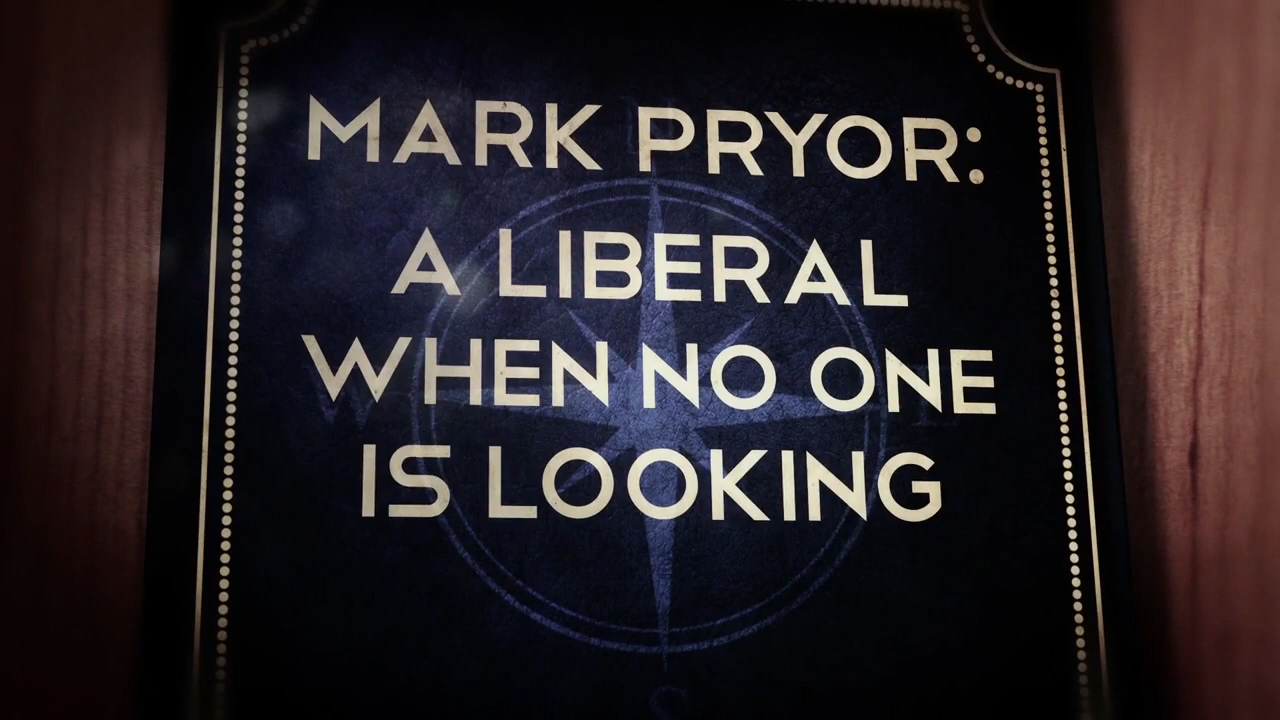 MARK PRYOR:
A LIBERAL
WHEN NO ONE
IS LOOKING
W
S